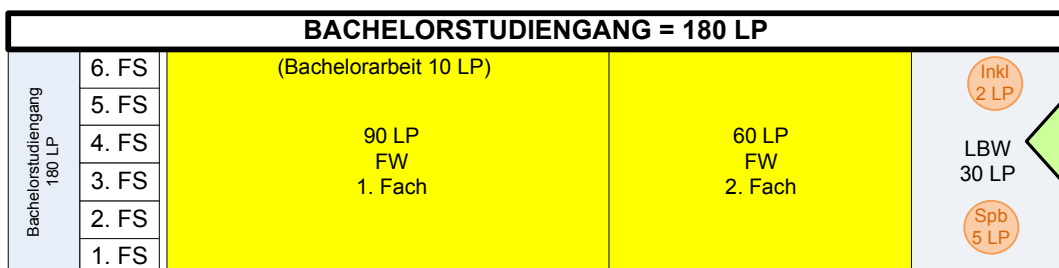 BACHELORSTUDIENGANG = 180 LP
Bachelorstudiengang
180 LP
6. FS
5. FS
4. FS
3. FS
2. FS
1. FS
(Bachelorarbeit 10 LP)
90 LP
FW
1. Fach
60 LP
FW
2. Fach
Inkl
2 LP
LBW
30 LP
Spb
5 LP